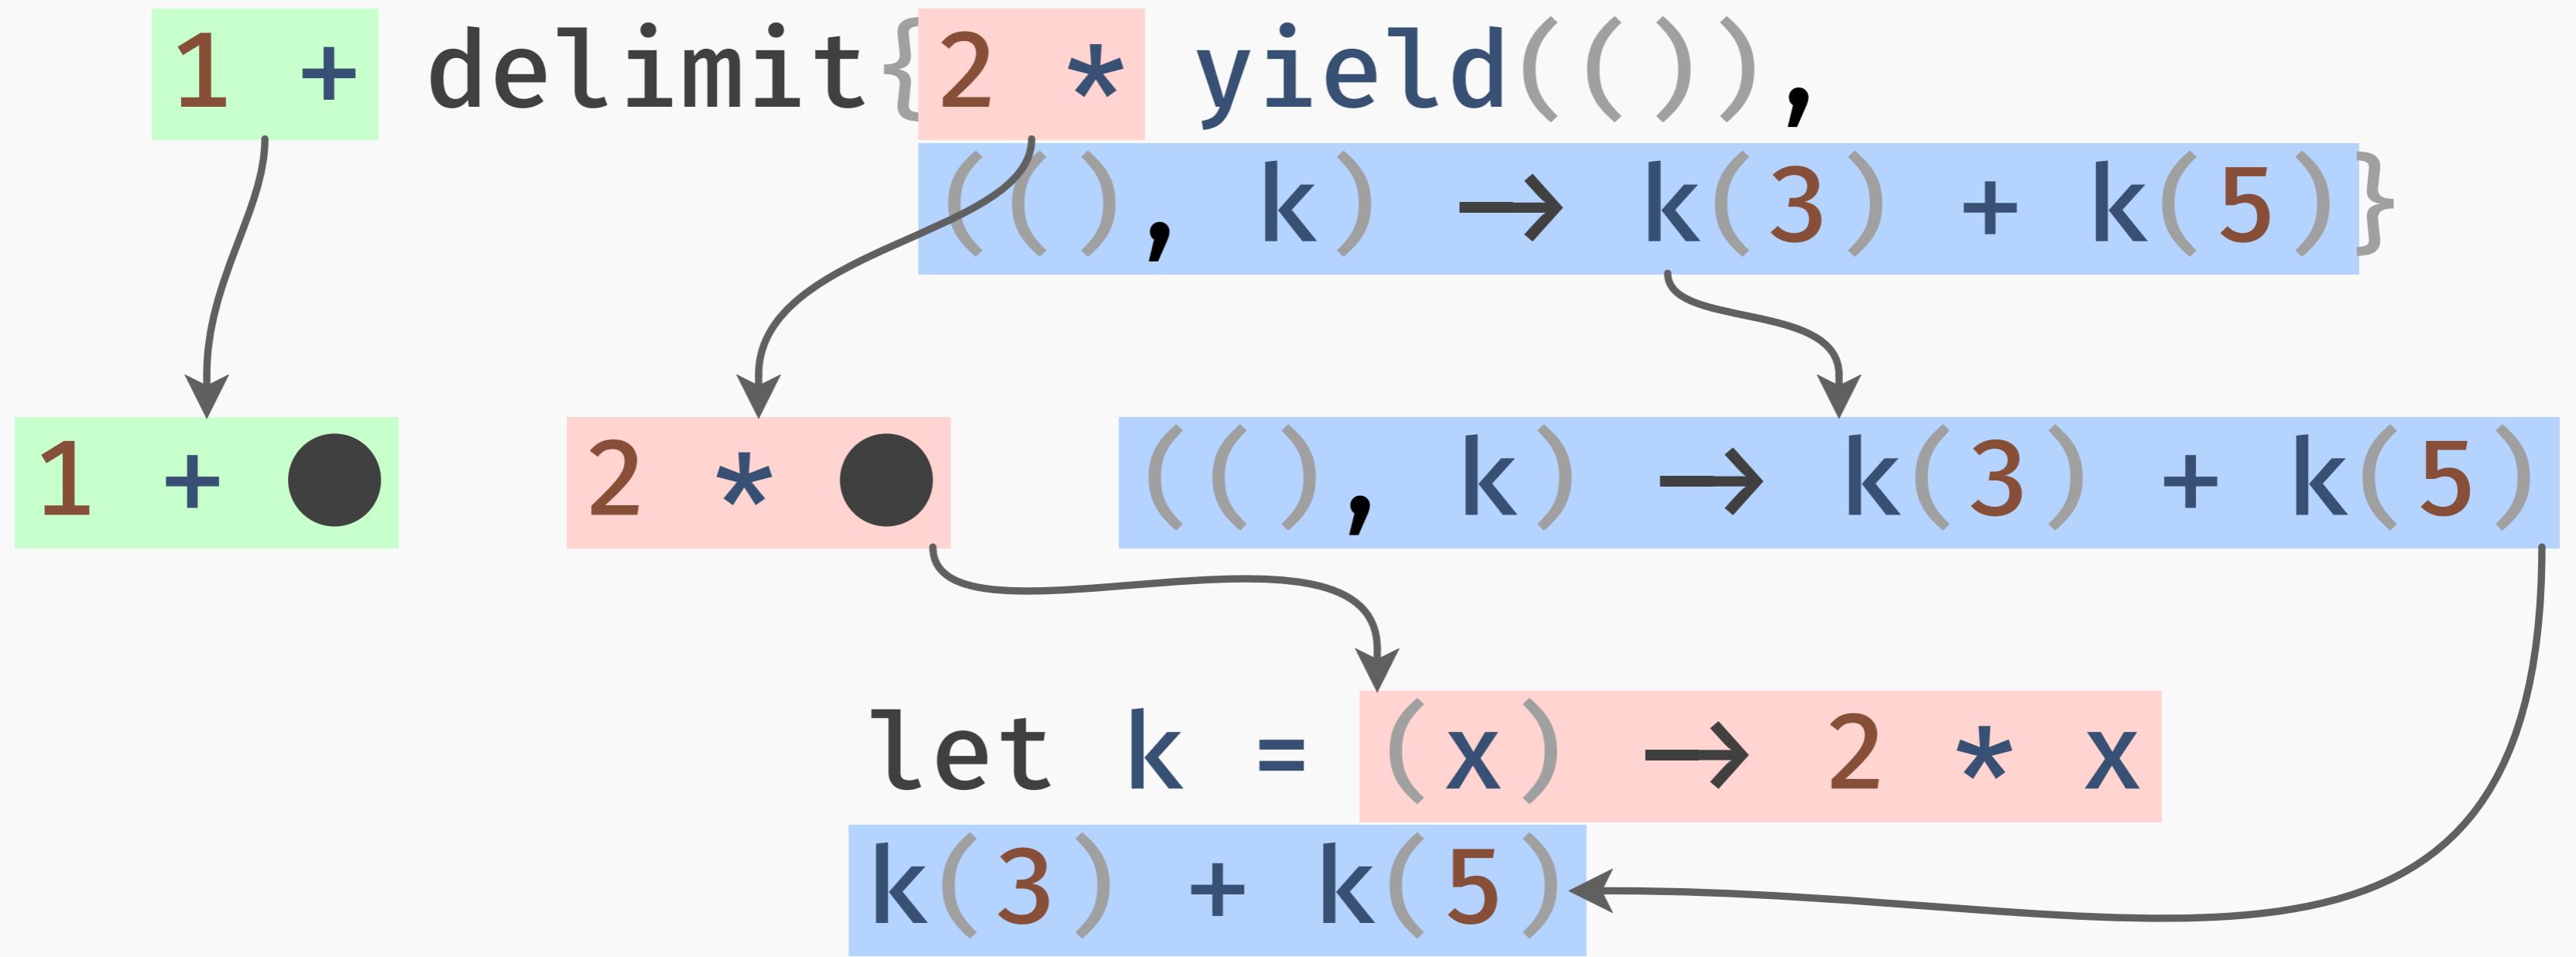 1 + delimit{2 * yield(()),
((), k) → k(3) + k(5)}
1 + ● 2 * ● ((), k) → k(3) + k(5)
let k = (x) → 2 * x
k(3) + k(5)